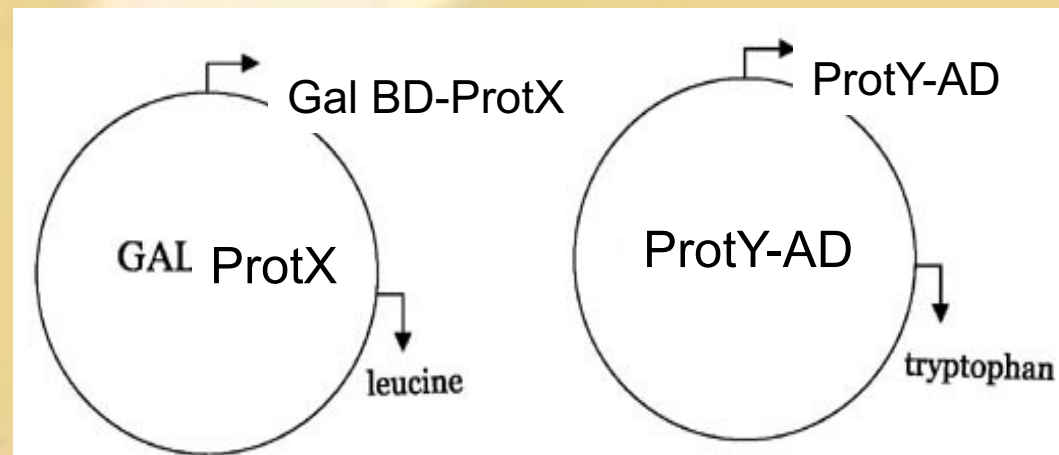 Gal BD-ProtX
GAL ProtX
leucine
ProtY-AD
ProtY-AD
tryptophan